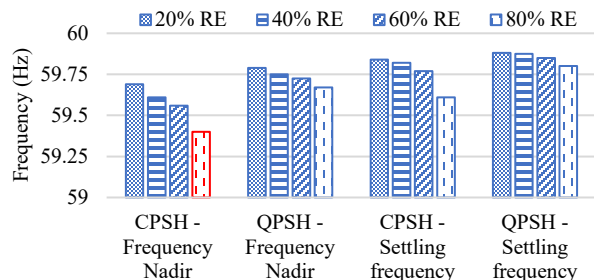 20% RE 40% RE 60% RE 80% RE
Frequency (Hz)
60
59.75
59.5
59.25
59
CPSH -
Frequency
Nadir
QPSH -
Frequency
Nadir
CPSH -
Settling
frequency
QPSH -
Settling
frequency